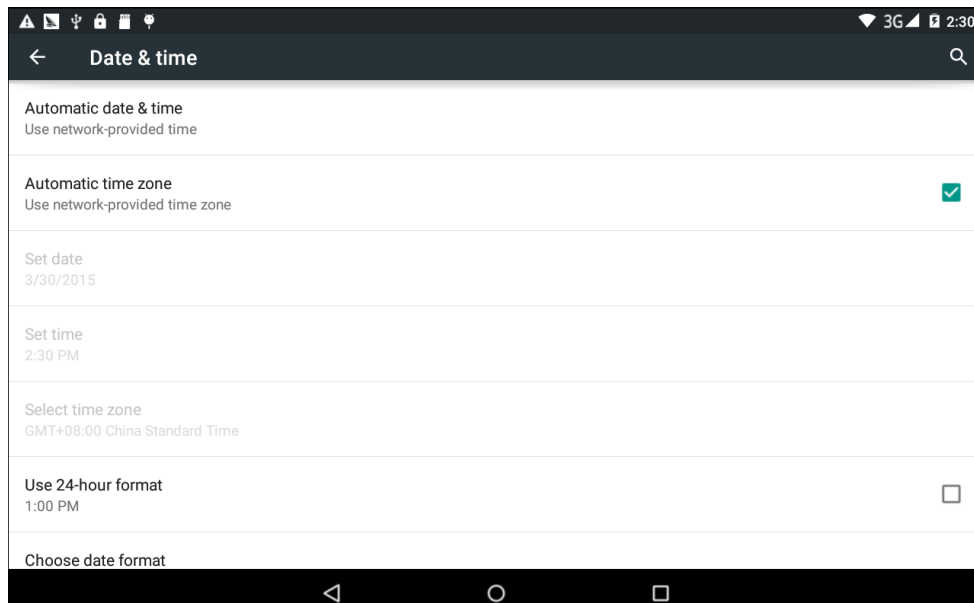 3G 2:30
Date & time
Automatic date & time
Use network-provided time
Automatic time zone
Use network-provided time zone
Set date
3/30/2015
Set time
2:30 PM
Select time zone
GMT+08:00 China Standard Time
Use 24-hour format
1:00 PM
Choose date format